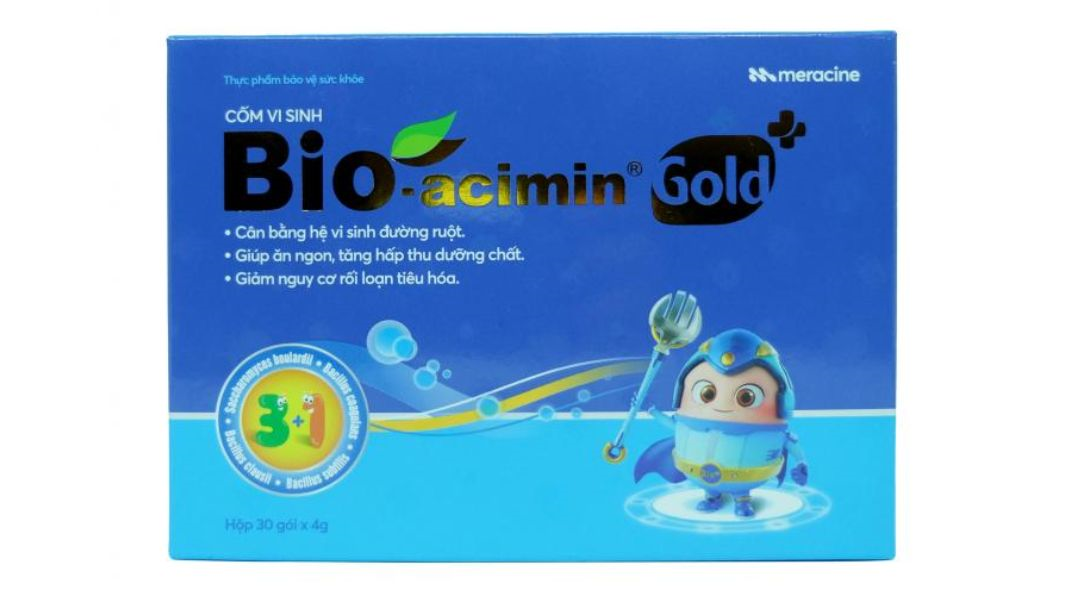 Thực phẩm bảo vệ sức khỏe
meracine
CỐM VI SINH
Bio-acimin® Gold+
• Cân bằng hệ vi sinh đường ruột.
• Giúp ăn ngon, tăng hấp thu dưỡng chất.
• Giảm nguy cơ rối loạn tiêu hóa.
Saccharomyces boulardii • Bacillus coagulans • Bacillus subtilis • Bacillus clausii •
3+1
Hộp 30 gói x 4g